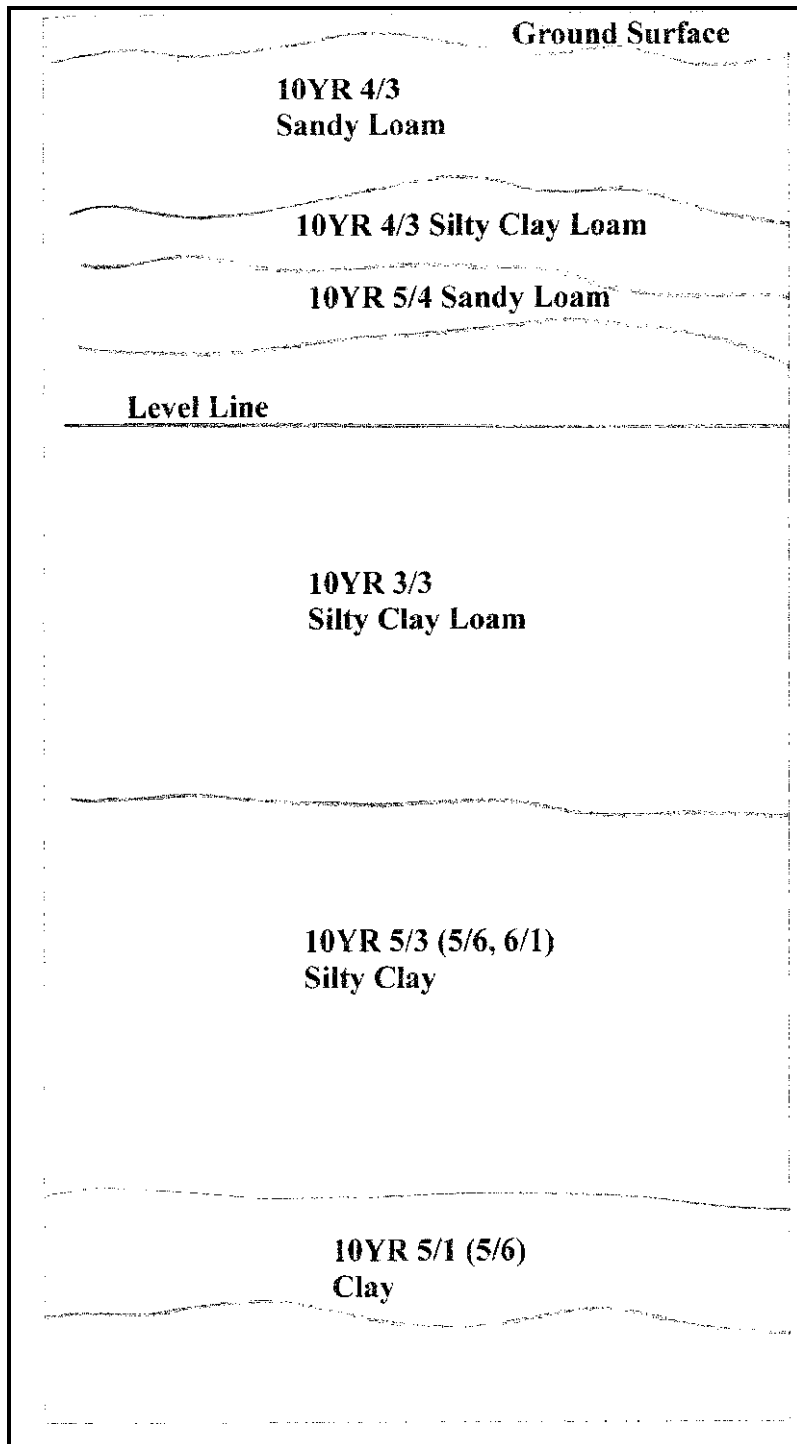 Ground Surface
10YR 4/3
Sandy Loam
10YR 4/3 Silty Clay Loam
10YR 5/4 Sandy Loam
Level Line
10YR 3/3
Silty Clay Loam
10YR 5/3 (5/6, 6/1)
Silty Clay
10YR 5/1 (5/6)
Clay